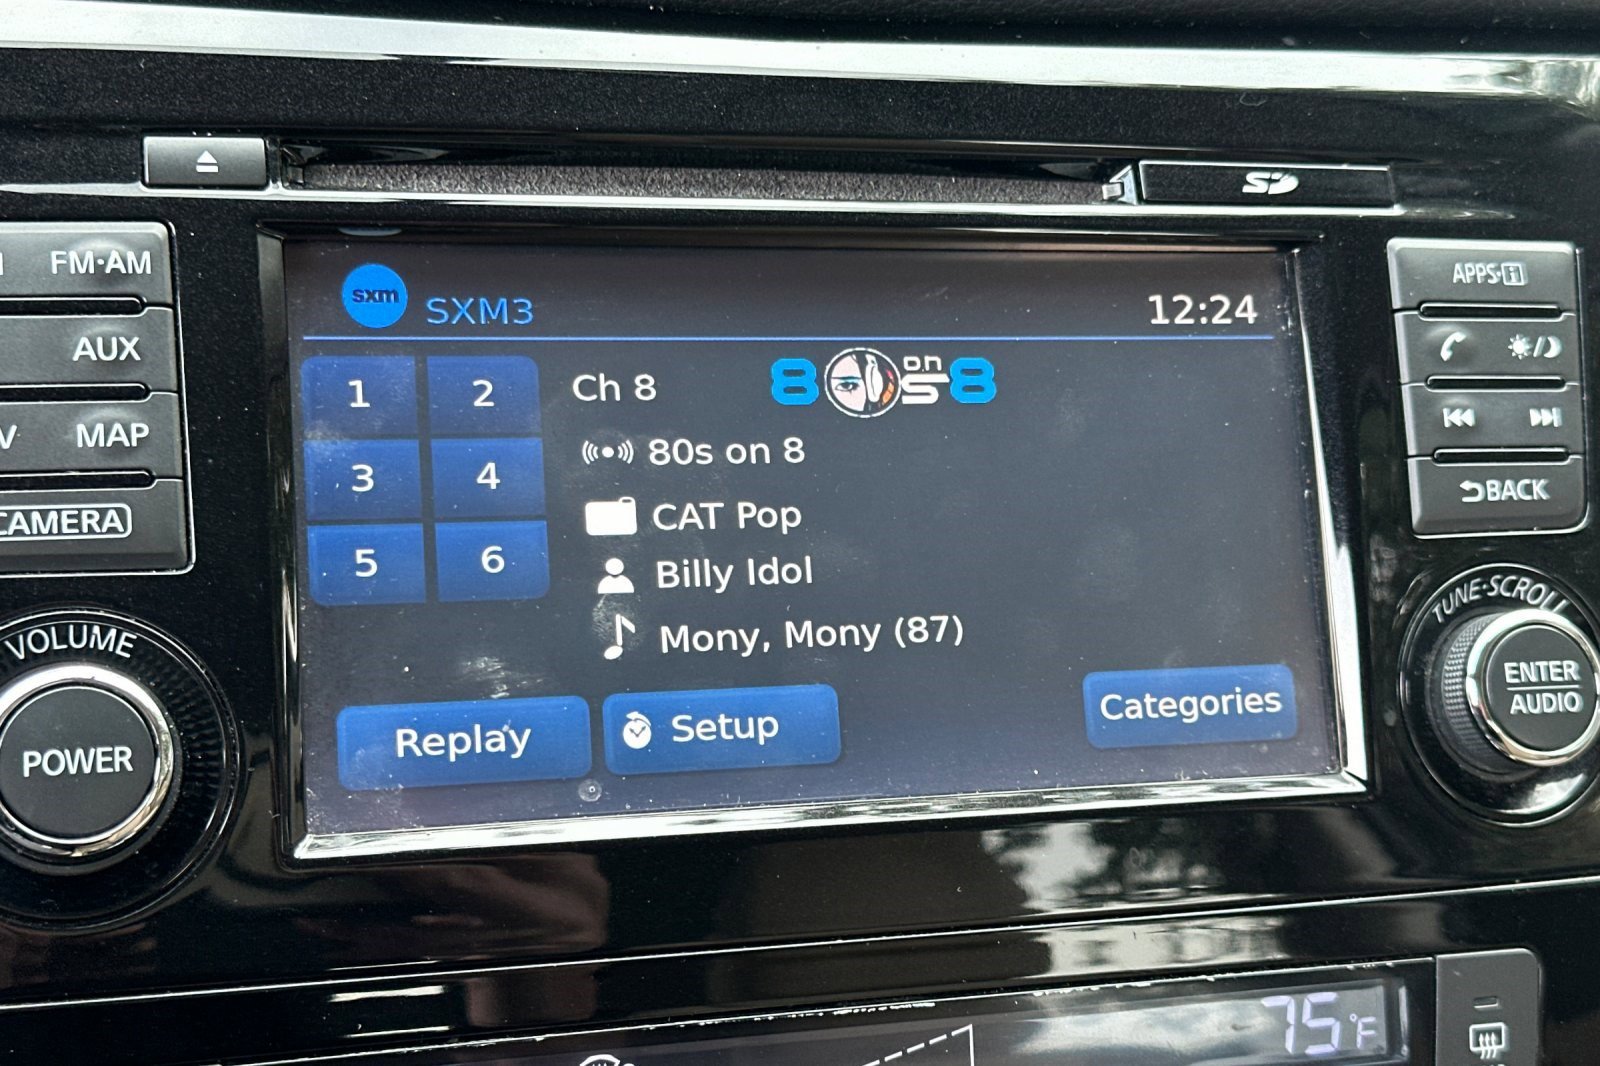 SD
FM·AM
AUX
MAP
CAMERA
VOLUME
POWER
sxm
SXM3
12:24
1
2
3
4
5
6
Ch 8
80s on 8
80s on 8
CAT Pop
Billy Idol
Mony, Mony (87)
Replay
Setup
Categories
APPS·i
BACK
TUNE·SCROLL
ENTER
AUDIO
75°F